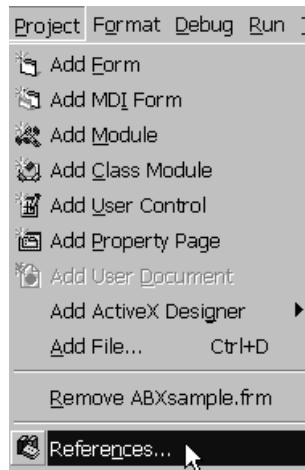 Project Format Debug Run
Add Form
Add MDI Form
Add Module
Add Class Module
Add User Control
Add Property Page
Add User Document
Add ActiveX Designer
Add File... Ctrl+D
Remove ABXsample.frm
References...